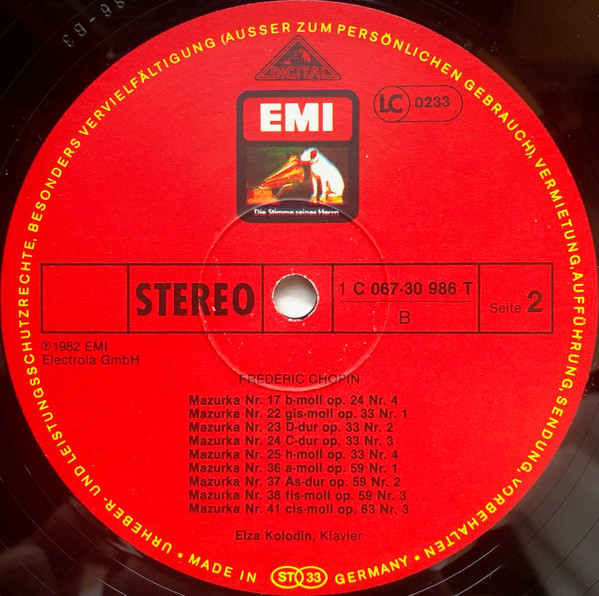 URHEBER- UND LEISTUNGSSCHUTZRECHTE, BESONDERS VERVIELFÄLTIGUNG (AUSSER ZUM PERSÖNLICHEN GEBRAUCH), VERMIETUNG, AUFFÜHRUNG, SENDUNG, VORBEHALTEN •
DIGITAL
EMI
LC 0233
Die Stimme seines Herrn
STEREO
1 C 067-30 986 T
B
Seite 2
℗ 1982 EMI
Electrola GmbH
FRÉDÉRIC CHOPIN
Mazurka Nr. 17 b-moll op. 24 Nr. 4
Mazurka Nr. 22 gis-moll op. 33 Nr. 1
Mazurka Nr. 23 D-dur op. 33 Nr. 2
Mazurka Nr. 24 C-dur op. 33 Nr. 3
Mazurka Nr. 25 h-moll op. 33 Nr. 4
Mazurka Nr. 36 a-moll op. 59 Nr. 1
Mazurka Nr. 37 As-dur op. 59 Nr. 2
Mazurka Nr. 38 fis-moll op. 59 Nr. 3
Mazurka Nr. 41 cis-moll op. 63 Nr. 3
Elza Kolodin, Klavier
• MADE IN ST 33 GERMANY •